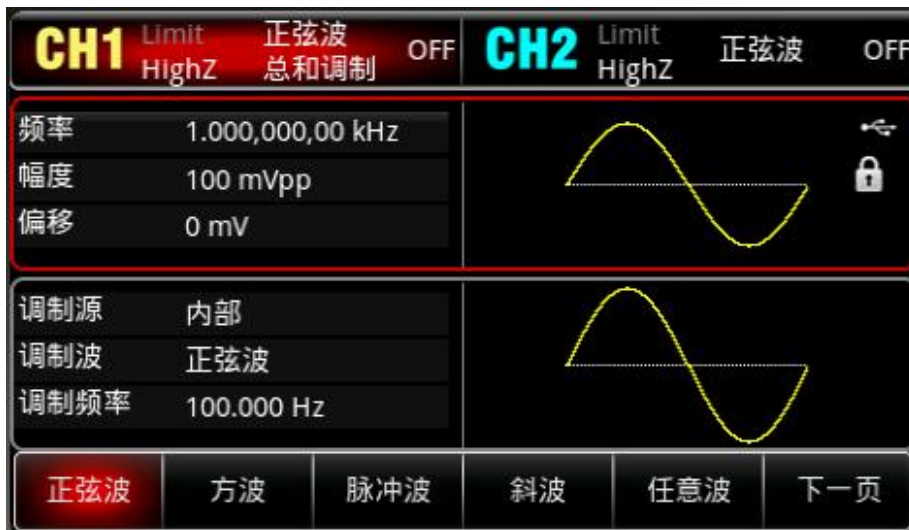 CH1 Limit HighZ 正弦波 总和调制 OFF CH2 Limit HighZ 正弦波 OFF
频率 1.000,000,00 kHz
幅度 100 mVpp
偏移 0 mV
调制源 内部
调制波 正弦波
调制频率 100.000 Hz
正弦波 方波 脉冲波 斜波 任意波 下一页